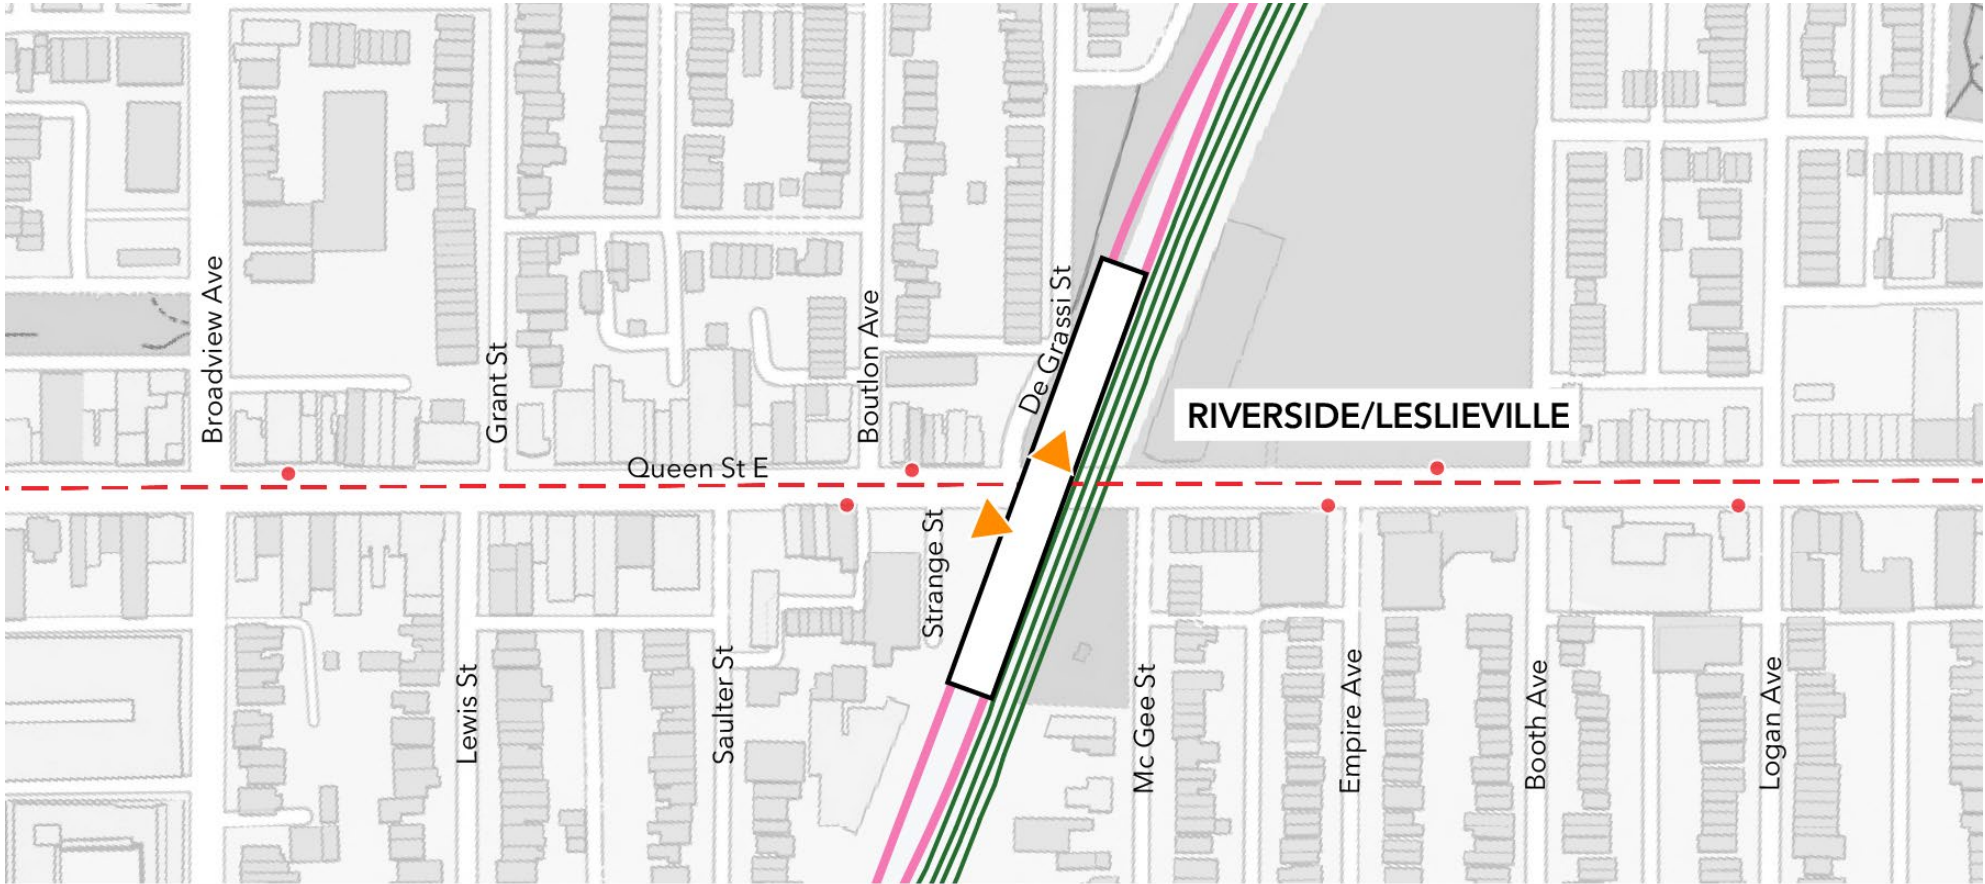 Broadview Ave
Grant St
Boutlon Ave
De Grassi St
RIVERSIDE/LESLIEVILLE
Queen St E
Strange St
Lewis St
Saulter St
Mc Gee St
Empire Ave
Booth Ave
Logan Ave